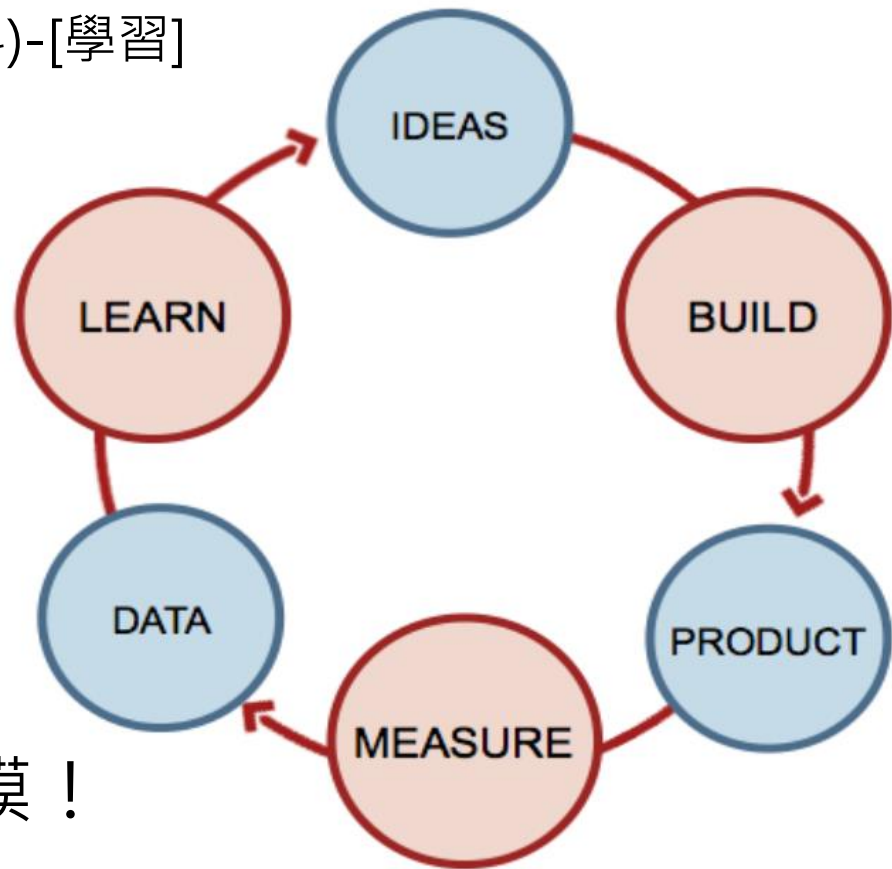 )-[學習]
IDEAS
LEARN
BUILD
DATA
PRODUCT
MEASURE
！